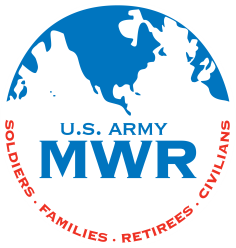 U.S. ARMY
MWR
SOLDIERS · FAMILIES · RETIREES · CIVILIANS